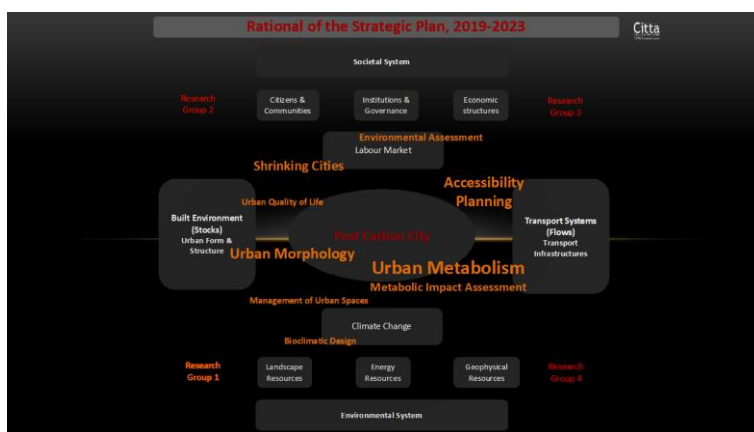 Rational of the Strategic Plan, 2019-2023
Citta
Societal System
Research
Group 2
Citizens &
Communities
Institutions &
Governance
Economic
structures
Research
Group 3
Environmental Assessment
Labour Market
Shrinking Cities
Accessibility
Planning
Urban Quality of Life
Built Environment
(Stocks)
Urban Form &
Structure
Transport Systems
(Flows)
Transport
Infrastructures
Post Carbon City
Urban Morphology
Urban Metabolism
Metabolic Impact Assessment
Management of Urban Spaces
Climate Change
Bioclimatic Design
Research
Group 1
Landscape
Resources
Energy
Resources
Geophysical
Resources
Research
Group 4
Environmental System